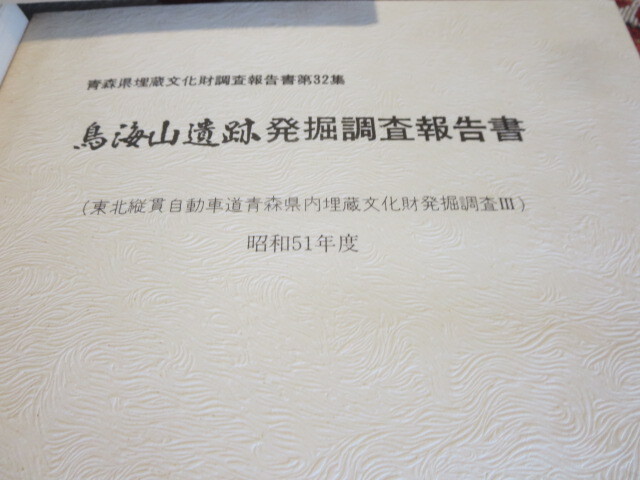 青森県埋蔵文化財調査報告書第32集
鳥海山遺跡発掘調査報告書
(東北縦貫自動車道青森県内埋蔵文化財発掘調査III)
昭和51年度